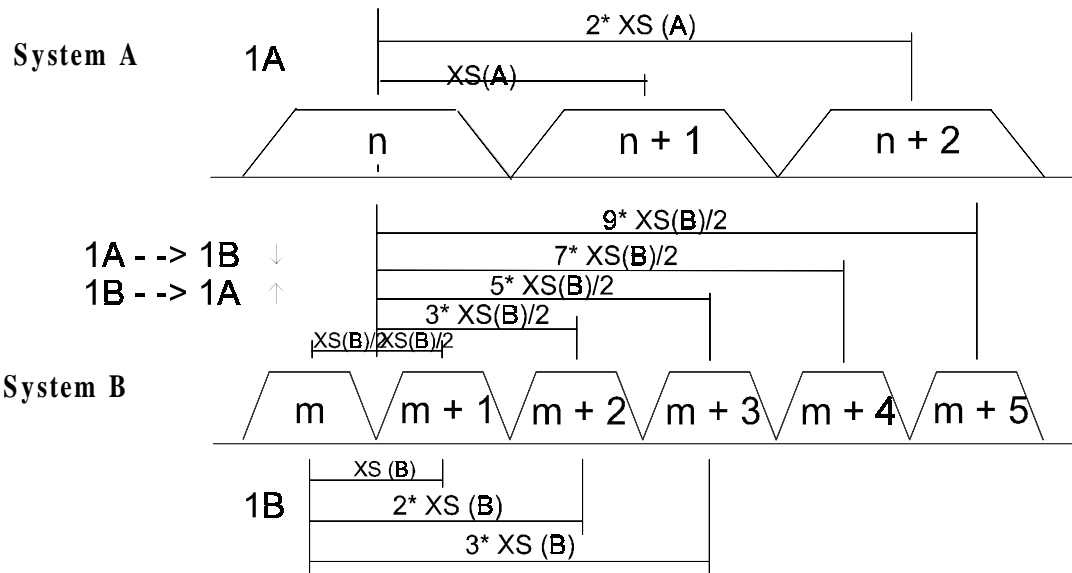 2* XS (A)
System A 1A
XS(A)
n n + 1 n + 2
9* XS(B)/2
1A - -> 1B ↓
7* XS(B)/2
1B - -> 1A ↑
5* XS(B)/2
3* XS(B)/2
XS(B)/2 XS(B)/2
System B
m m + 1 m + 2 m + 3 m + 4 m + 5
XS (B)
1B
2* XS (B)
3* XS (B)